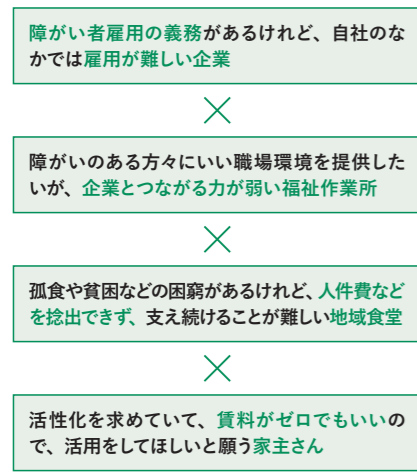 障がい者雇用の義務があるけれど、自社のな
かでは雇用が難しい企業
×
障がいのある方々にいい職場環境を提供した
いが、企業とつながる力が弱い福祉作業所
×
孤食や貧困などの困窮があるけれど、人件費など
を捻出できず、支え続けることが難しい地域食堂
×
活性化を求めていて、賃料がゼロでもいいの
で、活用をしてほしいと願う家主さん